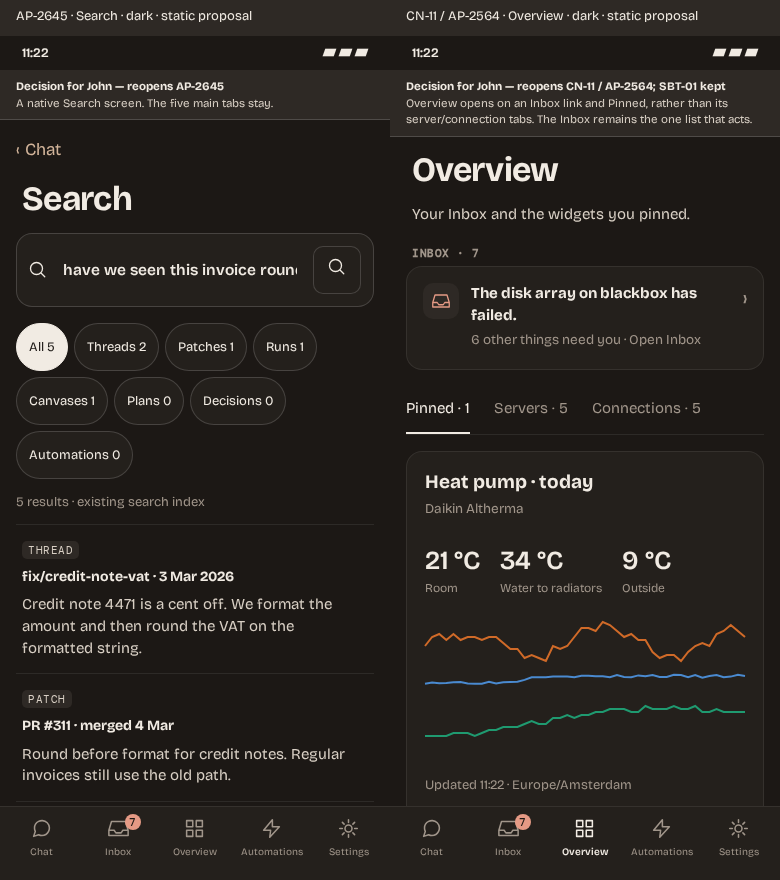 AP-2645 · Search · dark · static proposal
11:22
Decision for John — reopens AP-2645
A native Search screen. The five main tabs stay.
‹ Chat
Search
have we seen this invoice roun
All 5
Threads 2
Patches 1
Runs 1
Canvases 1
Plans 0
Decisions 0
Automations 0
5 results · existing search index
THREAD
fix/credit-note-vat · 3 Mar 2026
Credit note 4471 is a cent off. We format the
amount and then round the VAT on the
formatted string.
PATCH
PR #311 · merged 4 Mar
Round before format for credit notes. Regular
invoices still use the old path.
Chat
7
Inbox
Overview
Automations
Settings
CN-11 / AP-2564 · Overview · dark · static proposal
11:22
Decision for John — reopens CN-11 / AP-2564; SBT-01 kept
Overview opens on an Inbox link and Pinned, rather than its
server/connection tabs. The Inbox remains the one list that acts.
Overview
Your Inbox and the widgets you pinned.
INBOX · 7
The disk array on blackbox has
failed.
›
6 other things need you · Open Inbox
Pinned · 1
Servers · 5
Connections · 5
Heat pump · today
Daikin Altherma
21 °C
34 °C
9 °C
Room
Water to radiators
Outside
Updated 11:22 · Europe/Amsterdam
Chat
7
Inbox
Overview
Automations
Settings